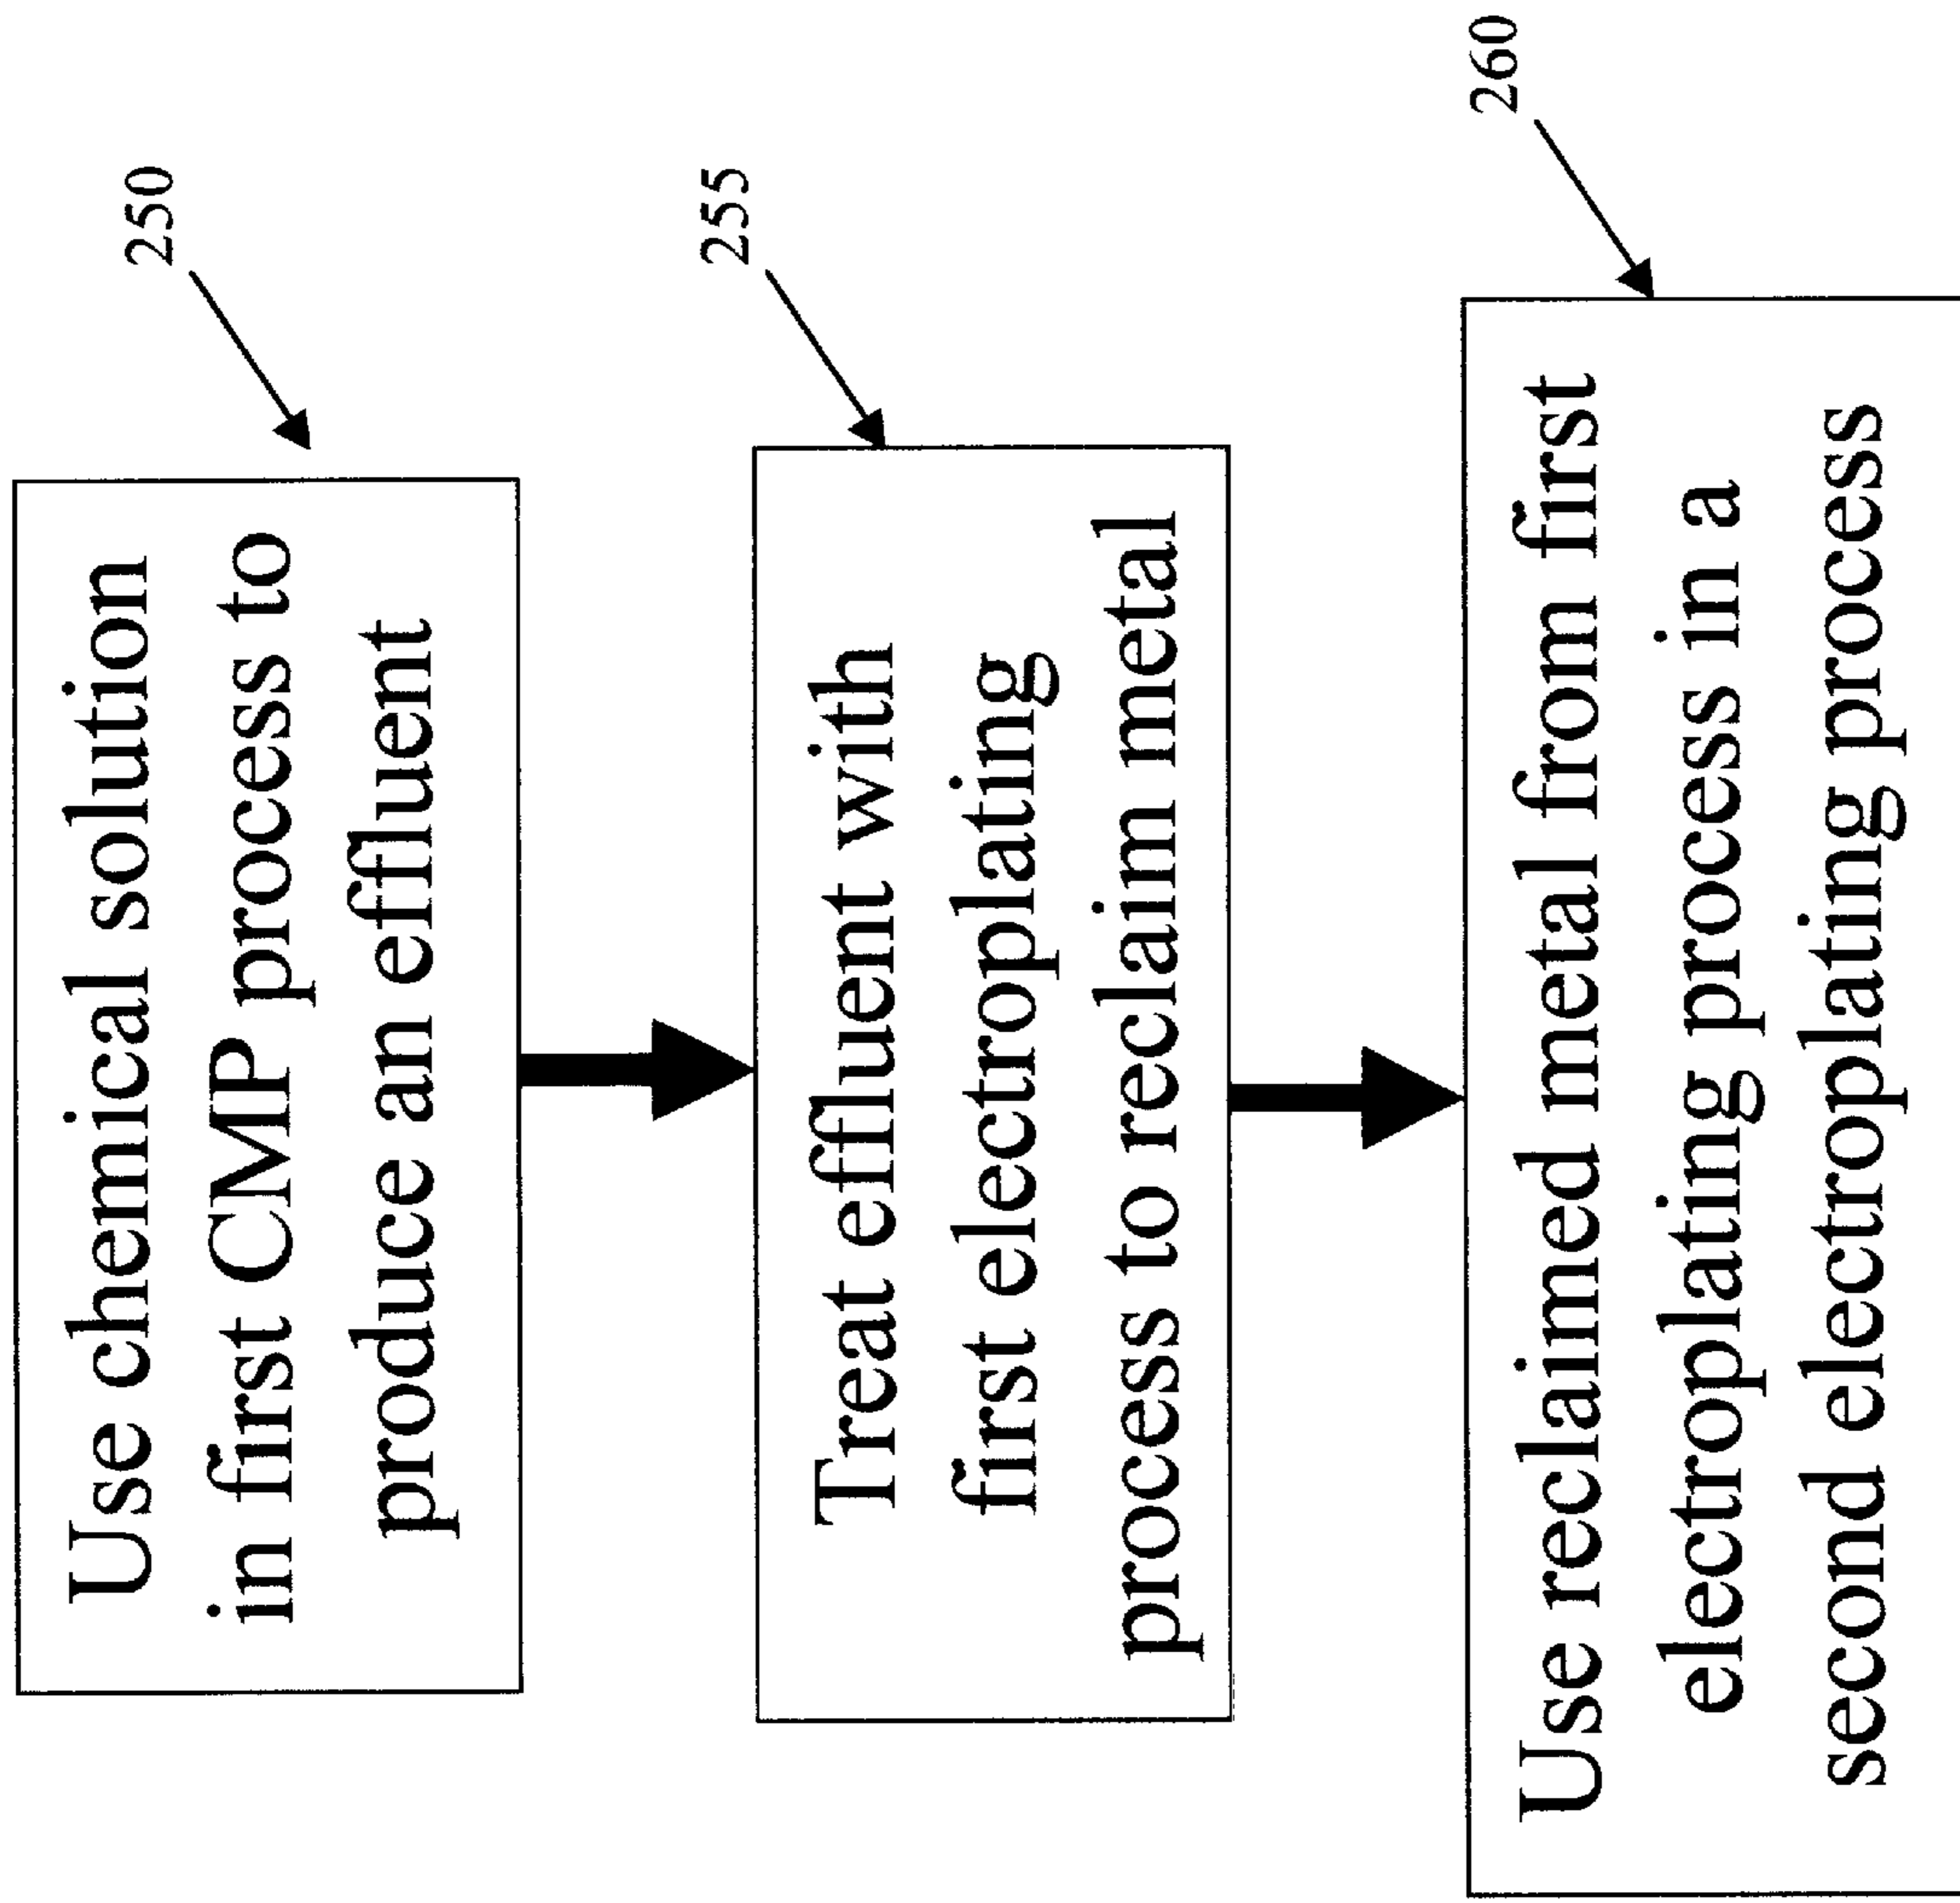 Use chemical solution
in first CMP process to
produce an effluent
250
Treat effluent with
first electroplating
process to reclaim metal
255
Use reclaimed metal from first
electroplating process in a
second electroplating process
260